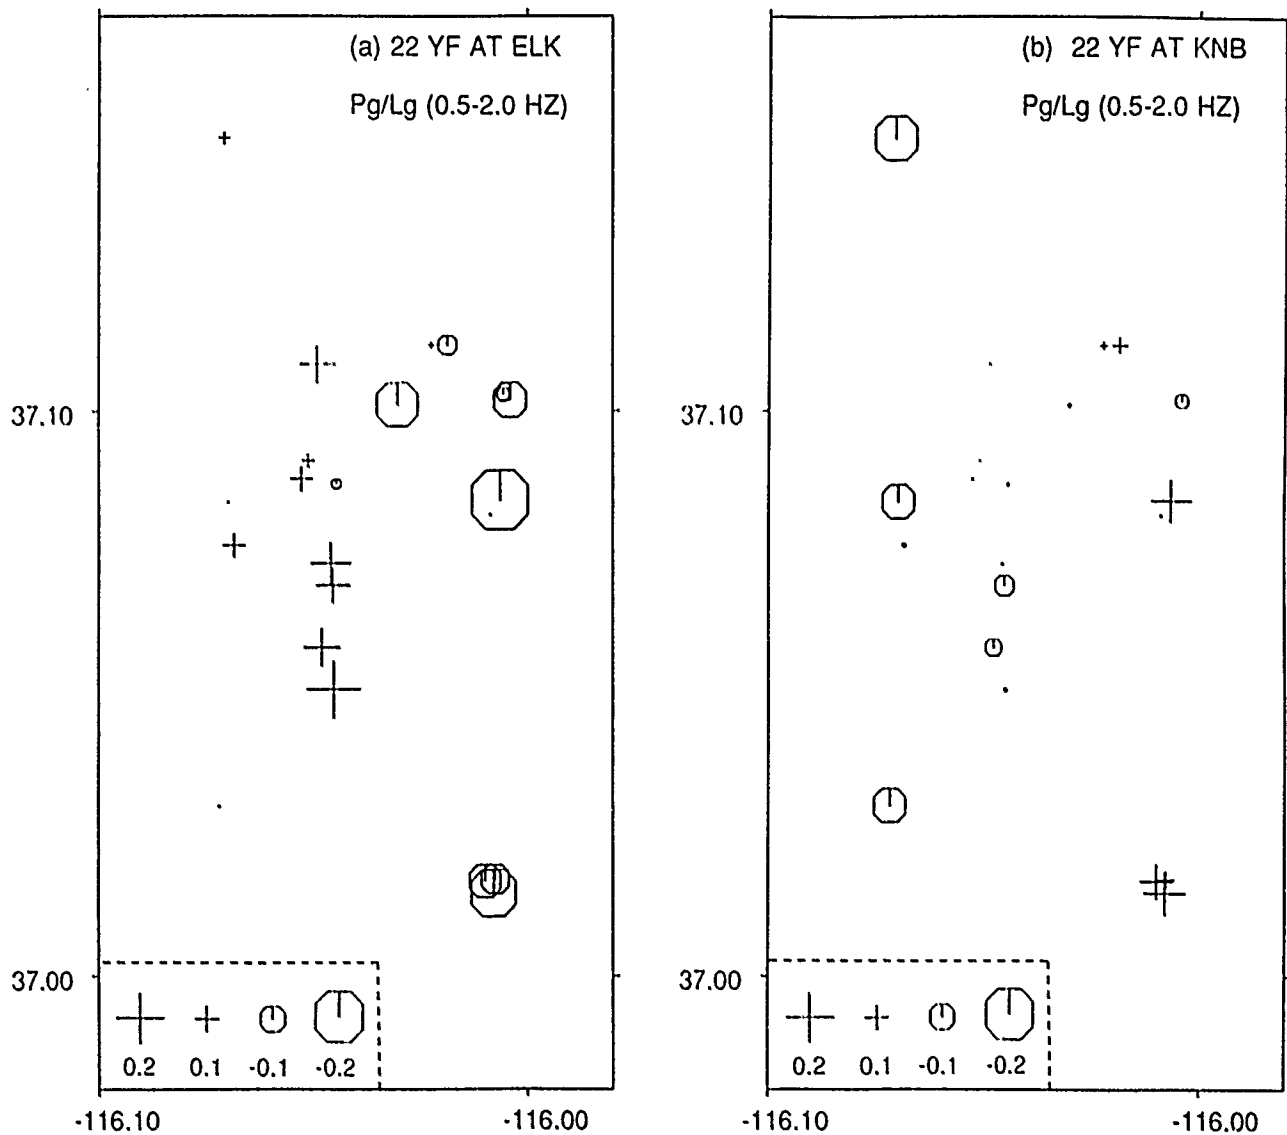 (a) 22 YF AT ELK
Pg/Lg (0.5-2.0 HZ)
37.10
37.00
0.2 0.1 -0.1 -0.2
-116.10 -116.00
(b) 22 YF AT KNB
Pg/Lg (0.5-2.0 HZ)
37.10
37.00
0.2 0.1 -0.1 -0.2
-116.10 -116.00